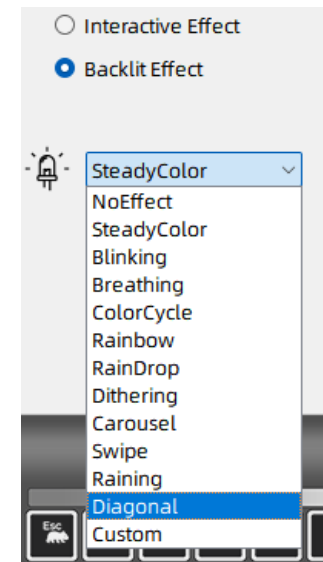 Interactive Effect
Backlit Effect
SteadyColor
NoEffect
SteadyColor
Blinking
Breathing
ColorCycle
Rainbow
RainDrop
Dithering
Carousel
Swipe
Raining
Diagonal
Custom
Esc